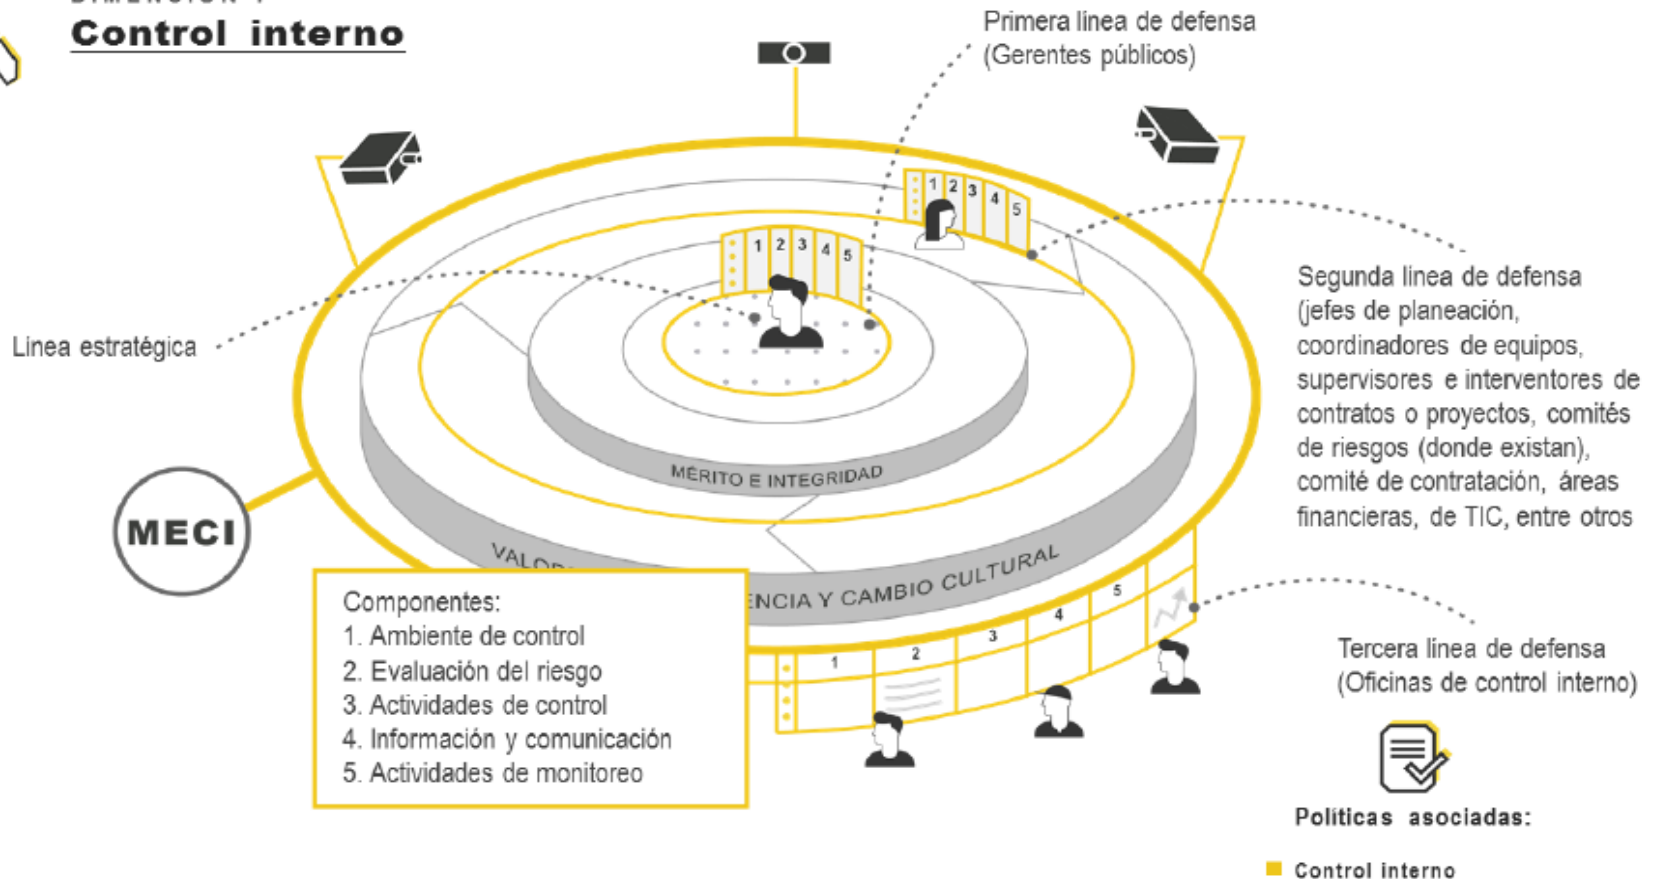 Control interno
Primera línea de defensa
(Gerentes públicos)
1 2 3 4 5
1 2 3 4 5
Línea estratégica
Segunda línea de defensa
(jefes de planeación,
coordinadores de equipos,
supervisores e interventores de
contratos o proyectos, comités
de riesgos (donde existan),
comité de contratación, áreas
financieras, de TIC, entre otros
MÉRITO E INTEGRIDAD
MECI
CIA Y CAMBIO CULTURAL
Componentes:
1. Ambiente de control
2. Evaluación del riesgo
3. Actividades de control
4. Información y comunicación
5. Actividades de monitoreo
1 2 3 4 5
Tercera línea de defensa
(Oficinas de control interno)
Políticas asociadas:
Control interno